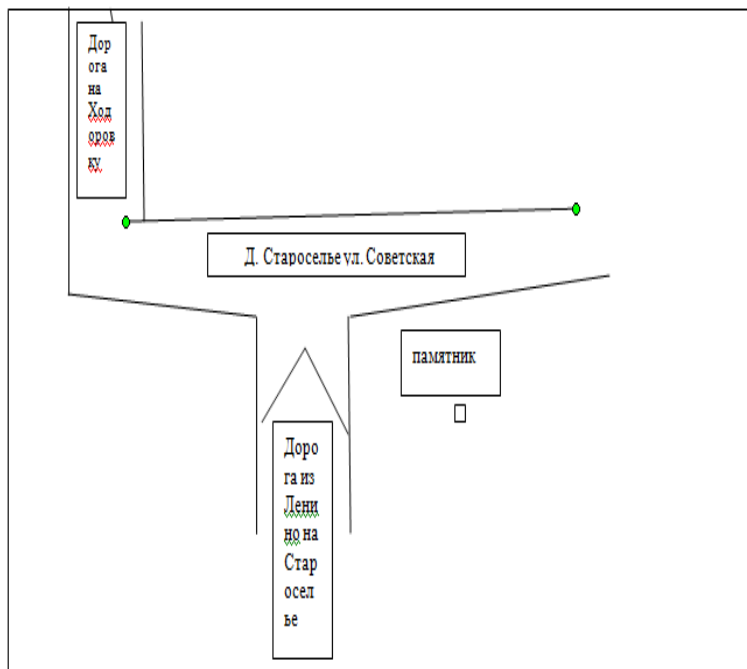 Дор
ога
на
Ход
оров
ку
Д. Староселье ул. Советская
памятник
Доро
га из
Лени
но на
Стар
осел
ье